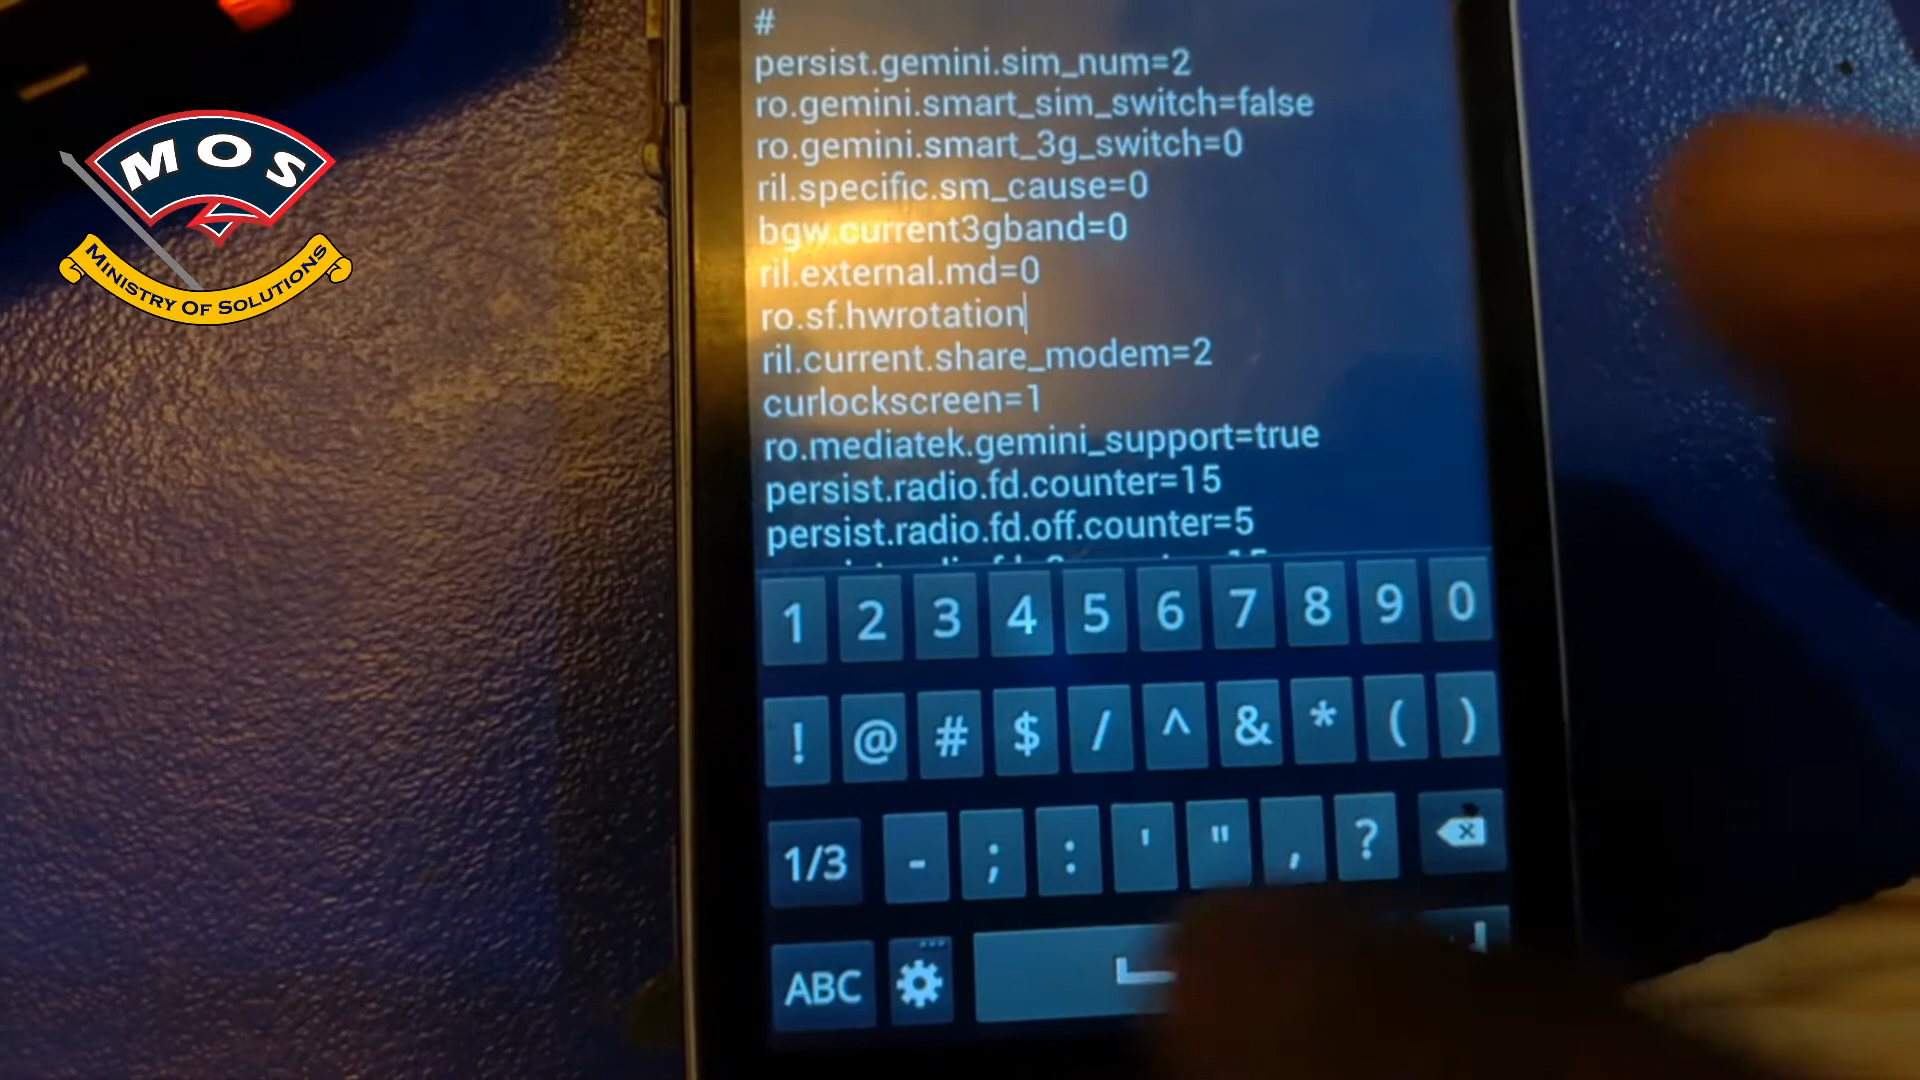 MOS
MINISTRY OF SOLUTIONS
#
persist.gemini.sim_num=2
ro.gemini.smart_sim_switch=false
ro.gemini.smart_3g_switch=0
ril.specific.sm_cause=0
bgw.current3gband=0
ril.external.md=0
ro.sf.hwrotation
ril.current.share_modem=2
curlockscreen=1
ro.mediatek.gemini_support=true
persist.radio.fd.counter=15
persist.radio.fd.off.counter=5
1 2 3 4 5 6 7 8 9 0
! @ # $ / ^ & * ( )
1/3 - ; : ' " , ?
ABC